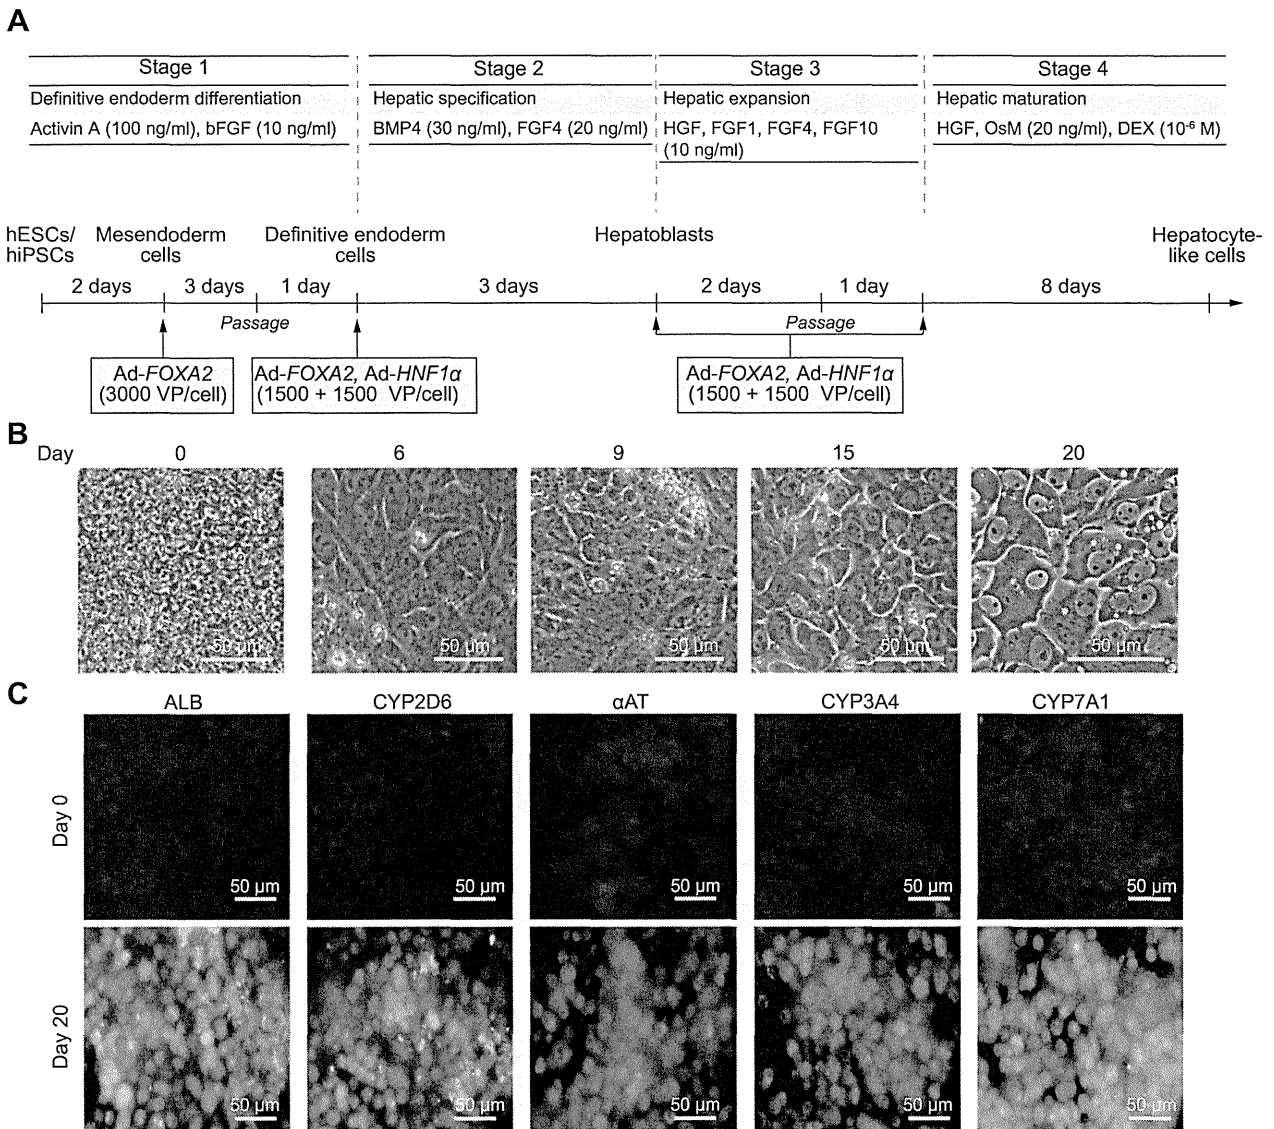 A
Stage 1
Definitive endoderm differentiation
Activin A (100 ng/ml), bFGF (10 ng/ml)
Stage 2
Hepatic specification
BMP4 (30 ng/ml), FGF4 (20 ng/ml)
Stage 3
Hepatic expansion
HGF, FGF1, FGF4, FGF10
(10 ng/ml)
Stage 4
Hepatic maturation
HGF, OsM (20 ng/ml), DEX (10⁻⁶ M)
hESCs/
hiPSCs
Mesendoderm
cells
Definitive endoderm
cells
Hepatoblasts
Hepatocyte-
like cells
2 days
3 days
1 day
3 days
2 days
1 day
8 days
Passage
Passage
Ad-FOXA2
(3000 VP/cell)
Ad-FOXA2, Ad-HNF1α
(1500 + 1500 VP/cell)
Ad-FOXA2, Ad-HNF1α
(1500 + 1500 VP/cell)
B
Day 0 6 9 15 20
50 µm
50 µm
50 µm
50 µm
50 µm
C
ALB CYP2D6 αAT CYP3A4 CYP7A1
Day 0
50 µm
50 µm
50 µm
50 µm
50 µm
Day 20
50 µm
50 µm
50 µm
50 µm
50 µm